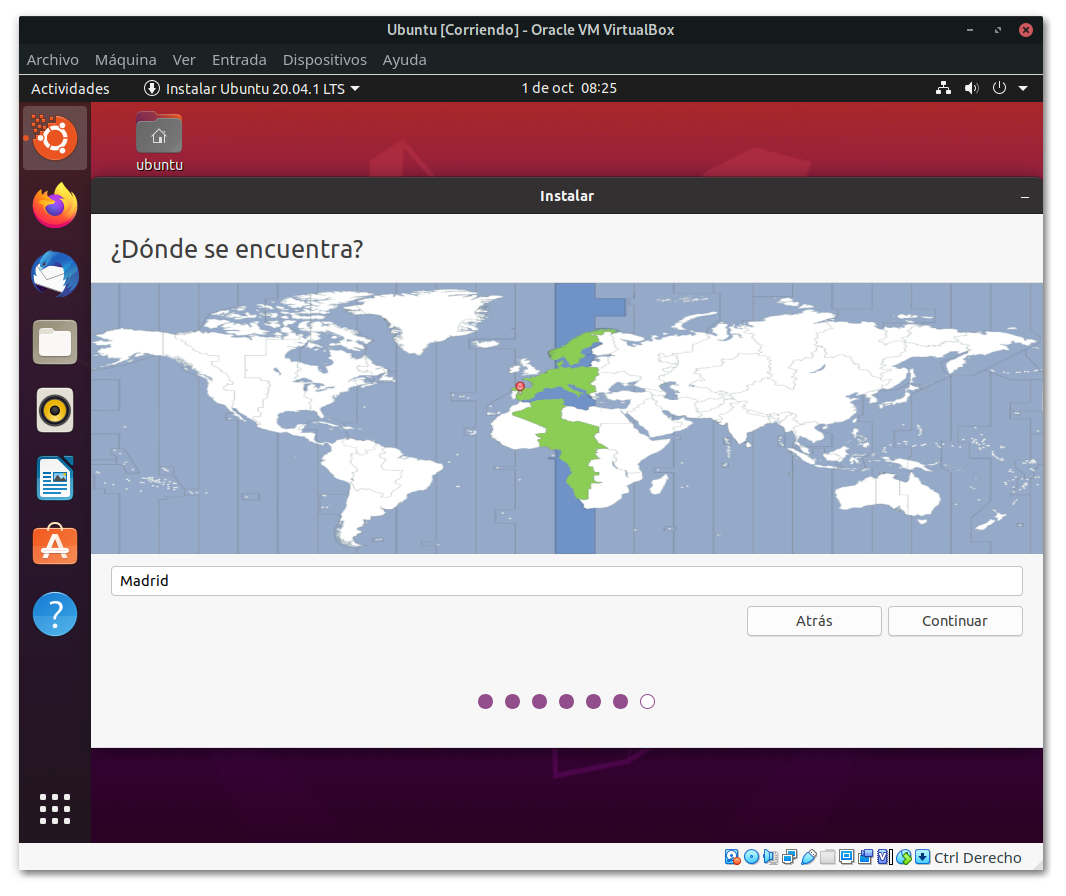 Ubuntu [Corriendo] - Oracle VM VirtualBox
Archivo Máquina Ver Entrada Dispositivos Ayuda
Actividades Instalar Ubuntu 20.04.1 LTS 1 de oct 08:25
ubuntu
Instalar
¿Dónde se encuentra?
Madrid
Atrás Continuar
Ctrl Derecho